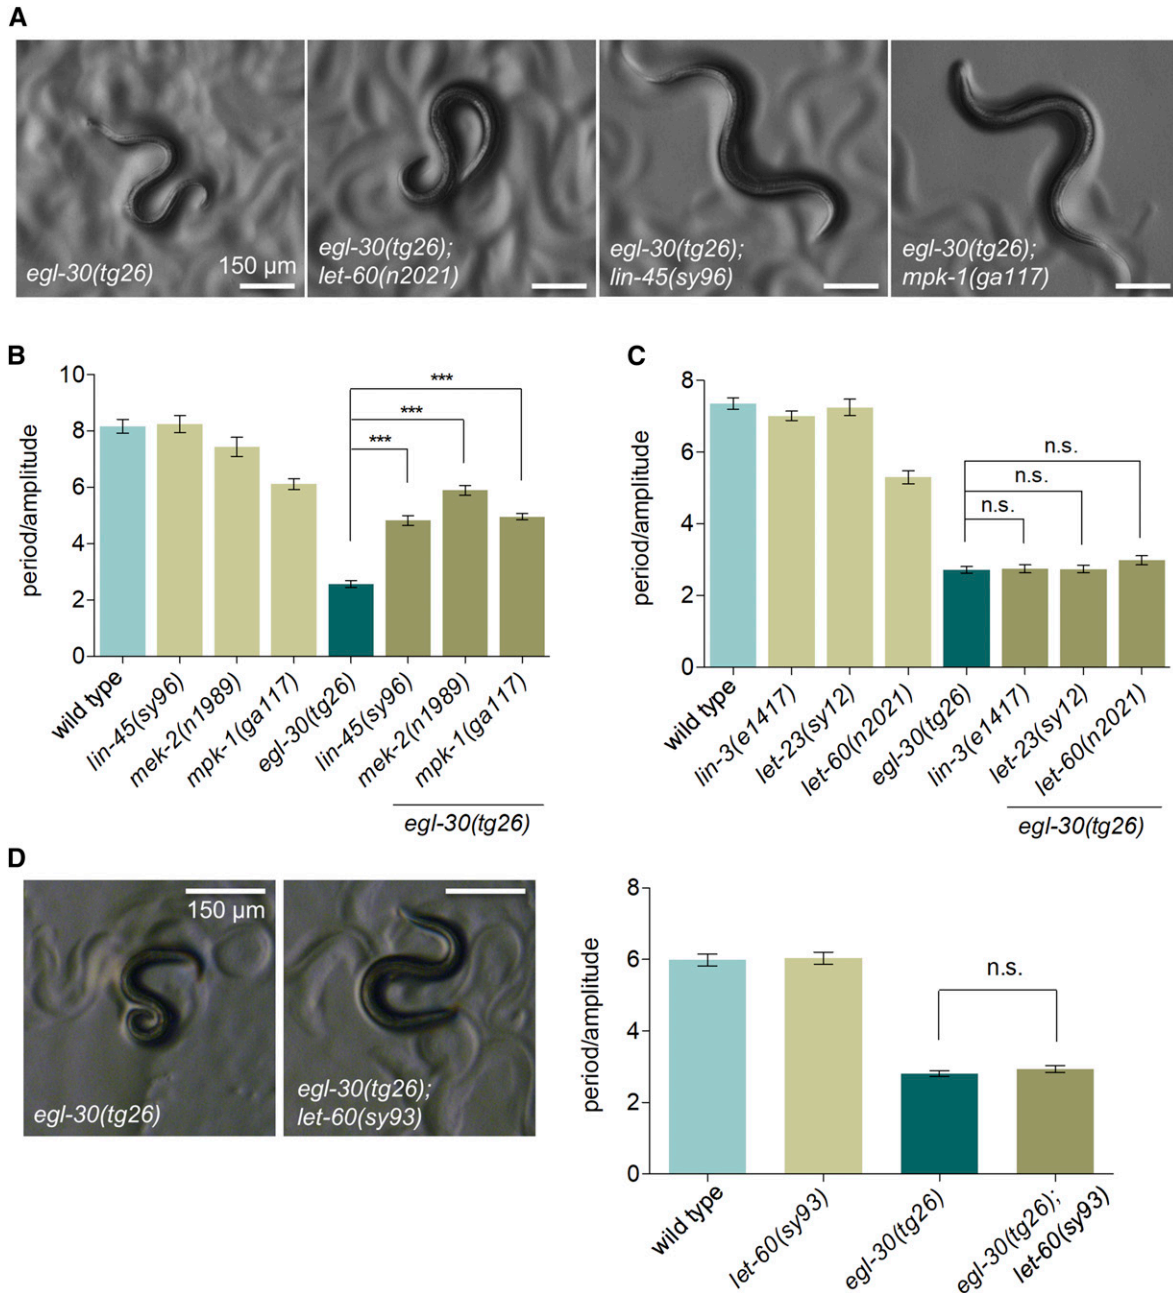 A
egl-30(tg26)
150 µm
egl-30(tg26);
let-60(n2021)
egl-30(tg26);
lin-45(sy96)
egl-30(tg26);
mpk-1(ga117)
B
period/amplitude
10
8
6
4
2
0
***
***
***
wild type
lin-45(sy96)
mek-2(n1989)
mpk-1(ga117)
egl-30(tg26)
lin-45(sy96)
mek-2(n1989)
mpk-1(ga117)
egl-30(tg26)
C
period/amplitude
8
6
4
2
0
n.s.
n.s.
n.s.
wild type
lin-3(e1417)
let-23(sy12)
let-60(n2021)
egl-30(tg26)
lin-3(e1417)
let-23(sy12)
let-60(n2021)
egl-30(tg26)
D
150 µm
egl-30(tg26)
egl-30(tg26);
let-60(sy93)
period/amplitude
8
6
4
2
0
n.s.
wild type
let-60(sy93)
egl-30(tg26)
egl-30(tg26);
let-60(sy93)